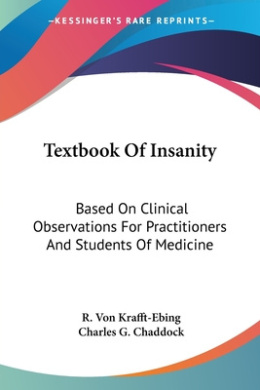 KESSINGER'S RARE REPRINTS
Textbook Of Insanity
Based On Clinical
Observations For Practitioners
And Students Of Medicine
R. Von Krafft-Ebing
Charles G. Chaddock